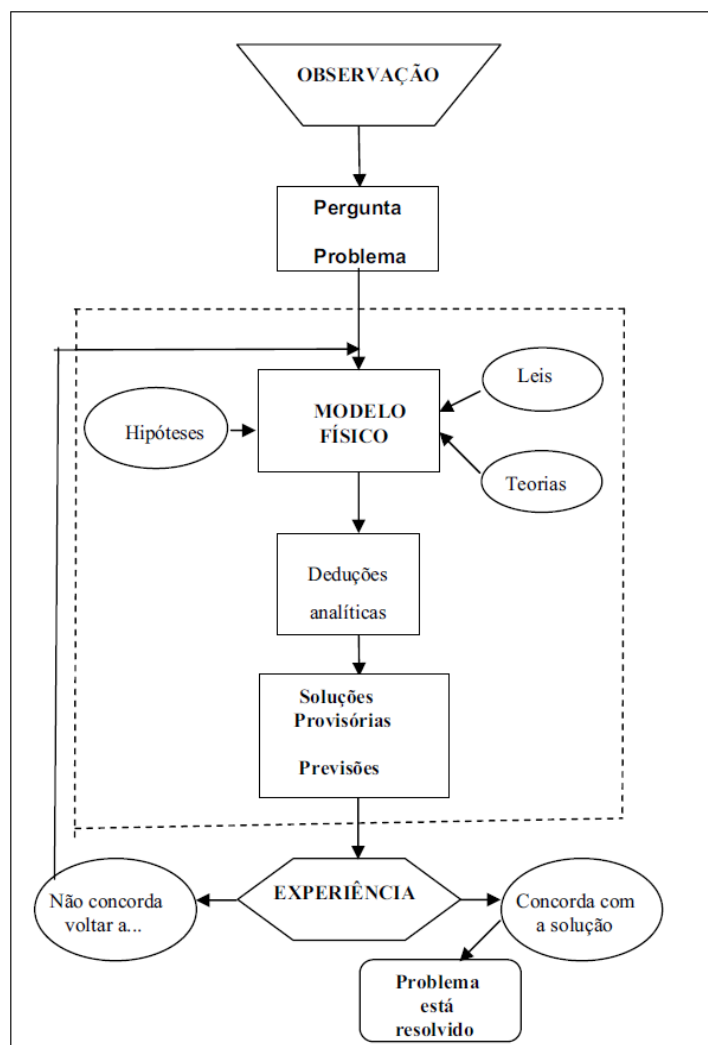 OBSERVAÇÃO
Pergunta
Problema
Leis
MODELO
FÍSICO
Hipóteses
Teorias
Deduções
analíticas
Soluções
Provisórias
Previsões
Não concorda
voltar a...
EXPERIÊNCIA
Concorda com
a solução
Problema
está
resolvido